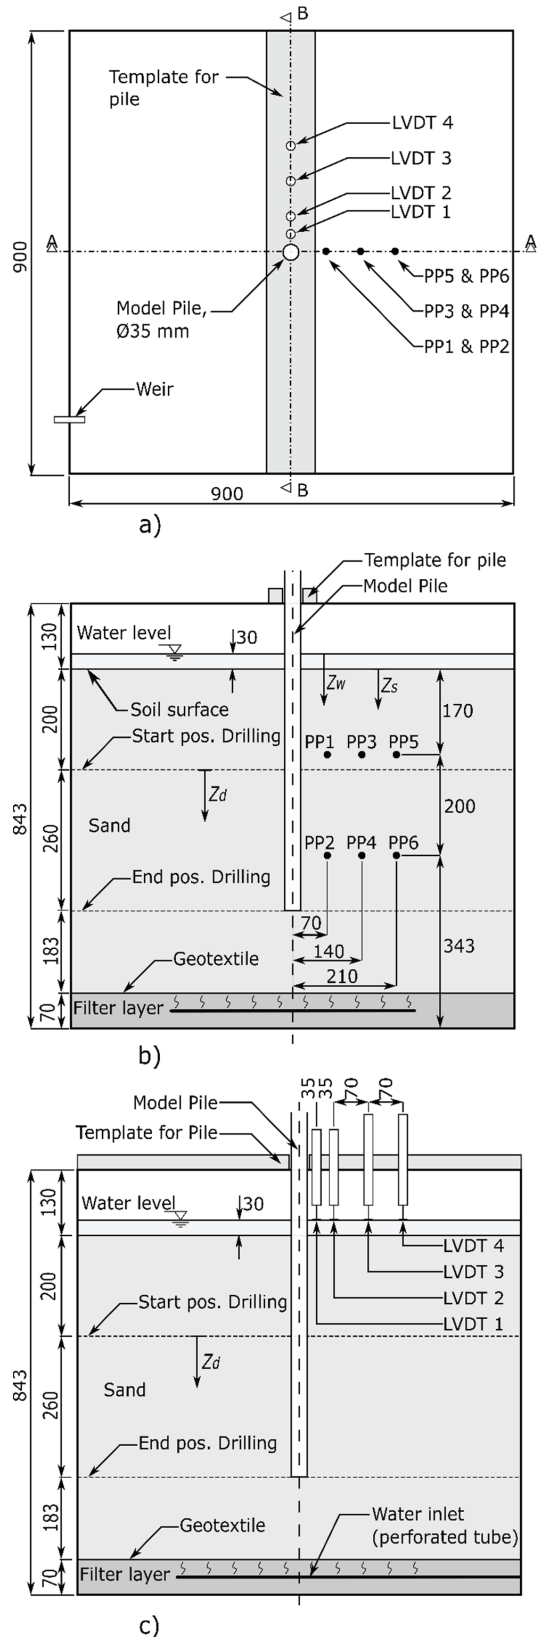 B
Template for
pile
LVDT 4
LVDT 3
LVDT 2
LVDT 1
A
A
900
PP5 & PP6
Model Pile,
Ø35 mm
PP3 & PP4
PP1 & PP2
Weir
B
900
a)
Template for pile
Model Pile
130
Water level
30
Zw
Zs
Soil surface
200
170
Start pos. Drilling
PP1
PP3
PP5
Zd
843
200
260
Sand
PP2
PP4
PP6
End pos. Drilling
70
183
140
343
Geotextile
210
70
Filter layer
b)
35
35
70
70
Model Pile
Template for Pile
130
Water level
30
LVDT 4
200
LVDT 3
LVDT 2
Start pos. Drilling
LVDT 1
Zd
843
260
Sand
End pos. Drilling
183
Water inlet
(perforated tube)
Geotextile
70
Filter layer
c)